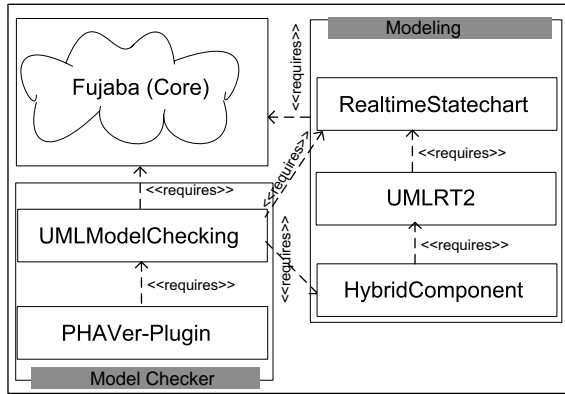 Modeling
Fujaba (Core)
<<requires>>
RealtimeStatechart
<<requires>>
<<requires>>
<<requires>>
UMLModelChecking
UMLRT2
<<requires>>
<<requires>>
<<requires>>
HybridComponent
PHAVer-Plugin
Model Checker